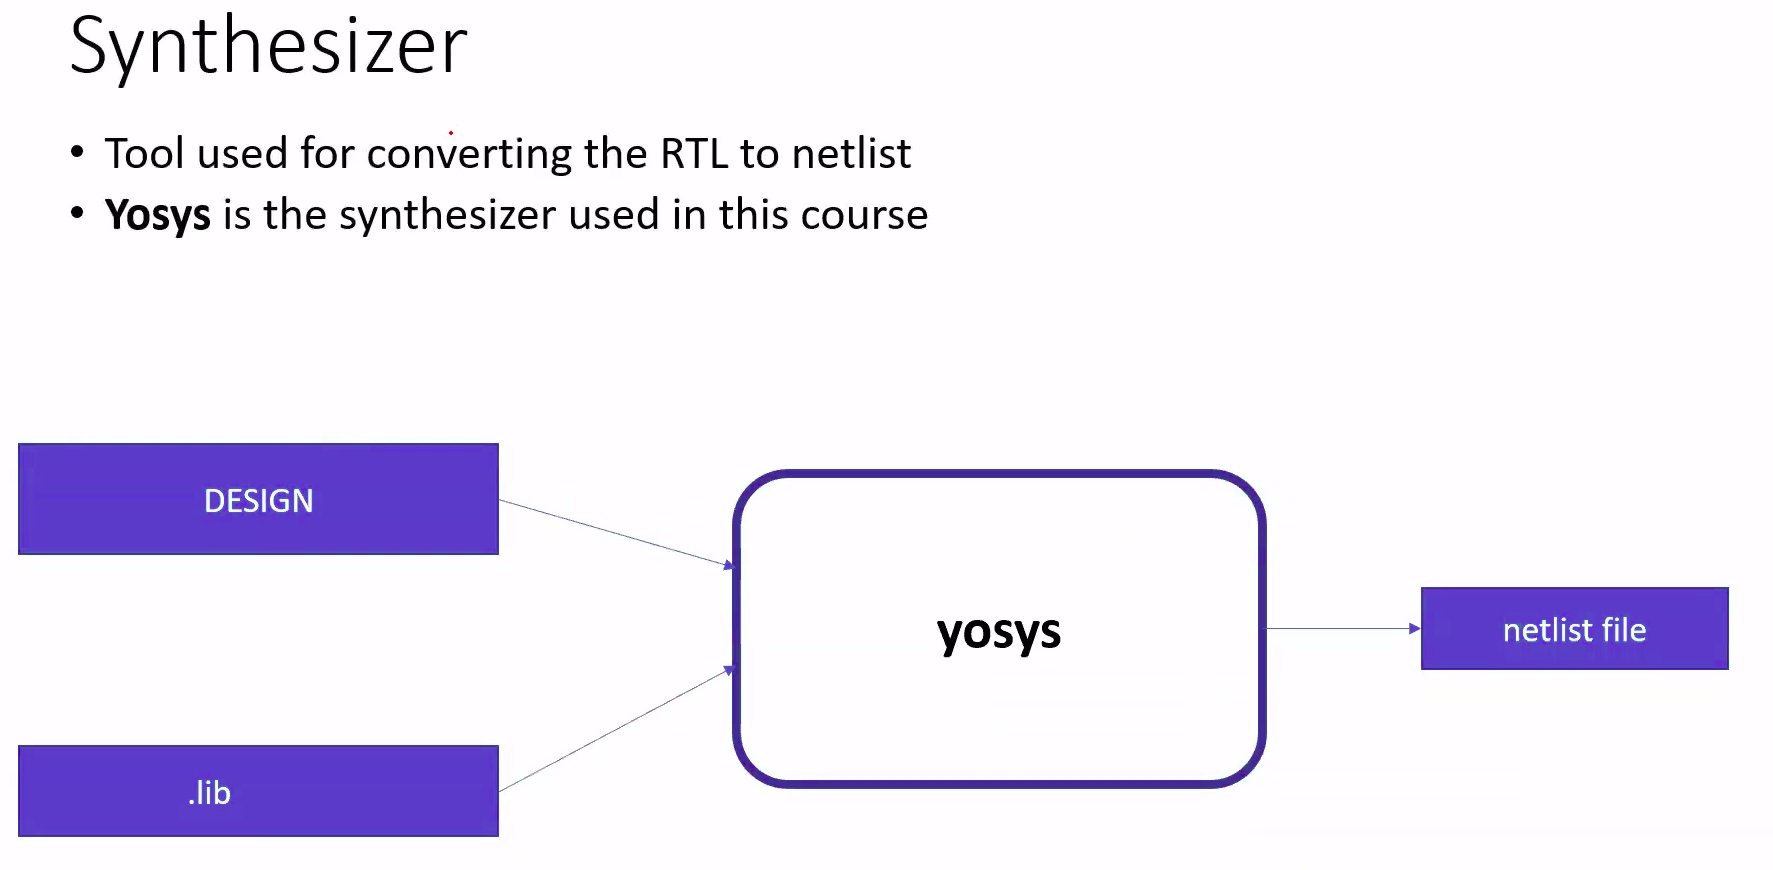 Synthesizer
• Tool used for converting the RTL to netlist
• Yosys is the synthesizer used in this course
DESIGN
yosys
netlist file
.lib